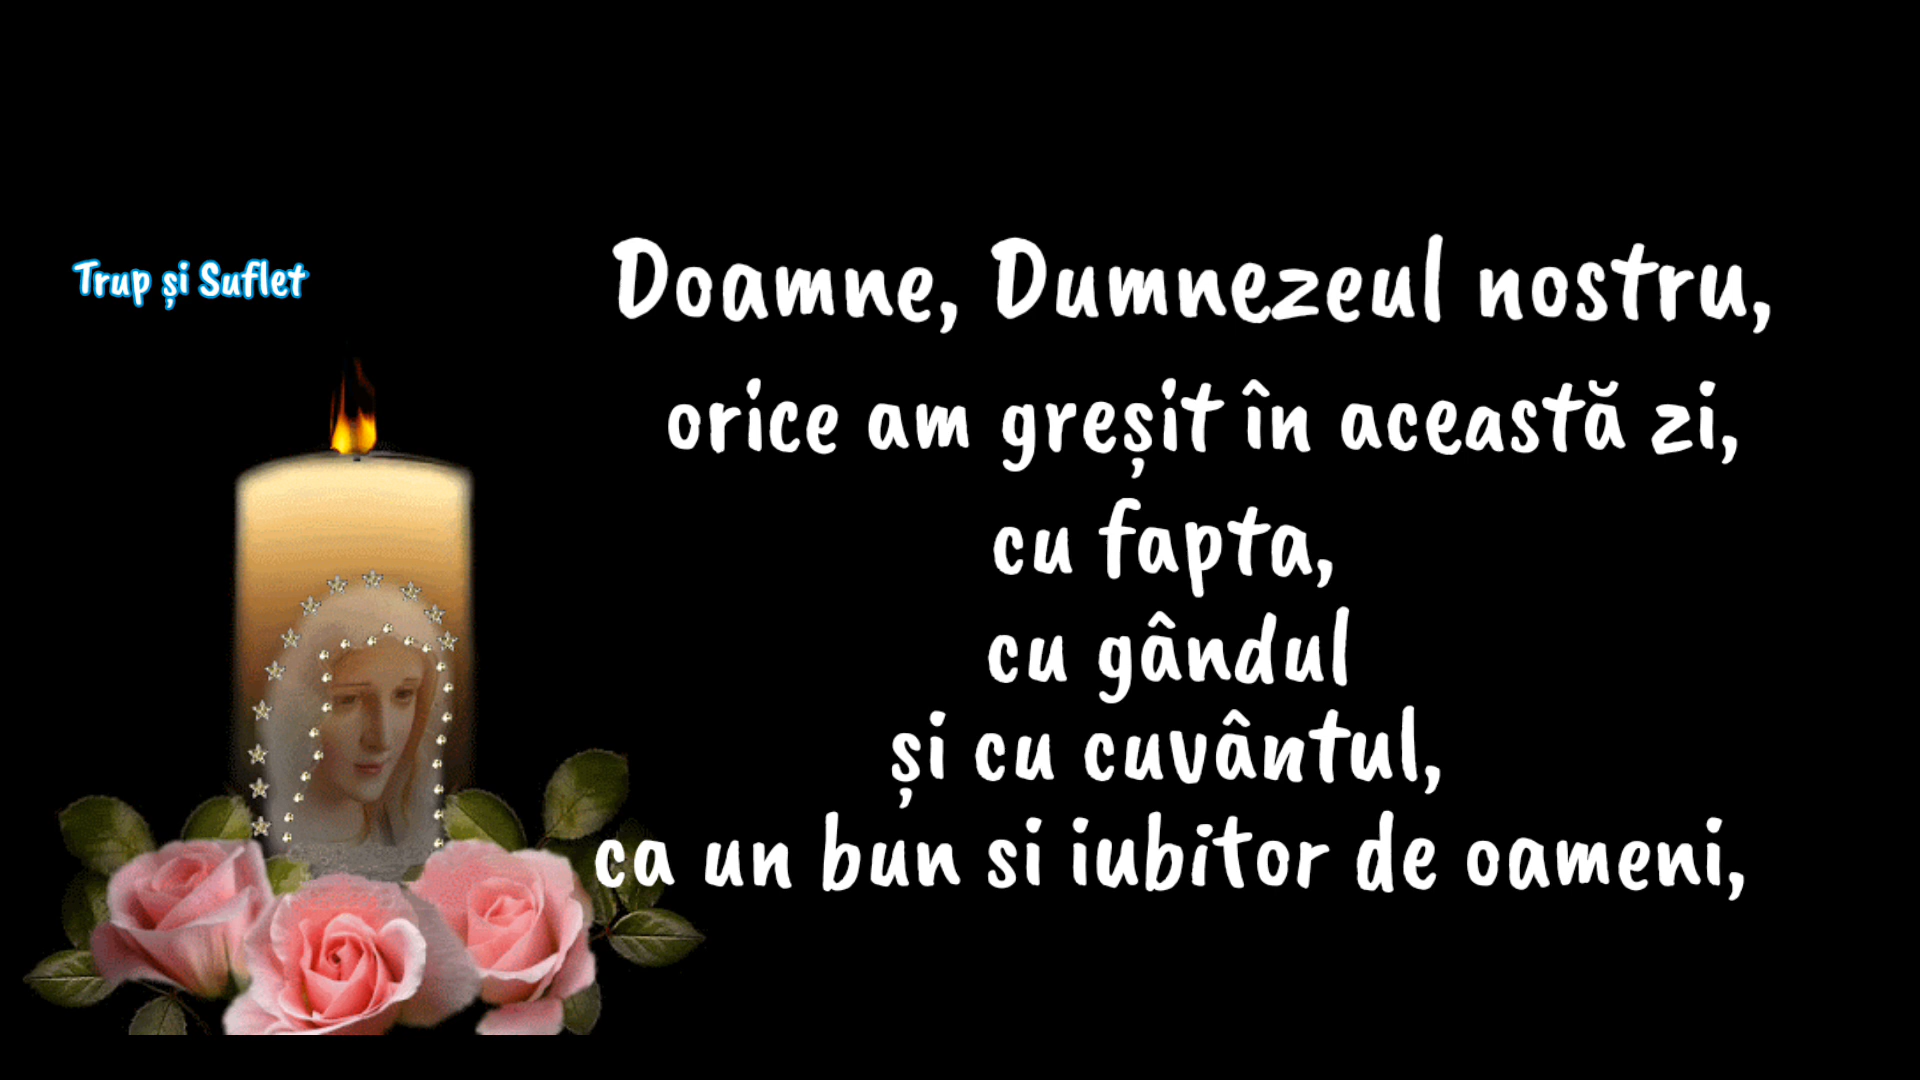 Trup și Suflet
Doamne, Dumnezeul nostru,
orice am greșit în această zi,
cu fapta,
cu gândul
și cu cuvântul,
ca un bun si iubitor de oameni,